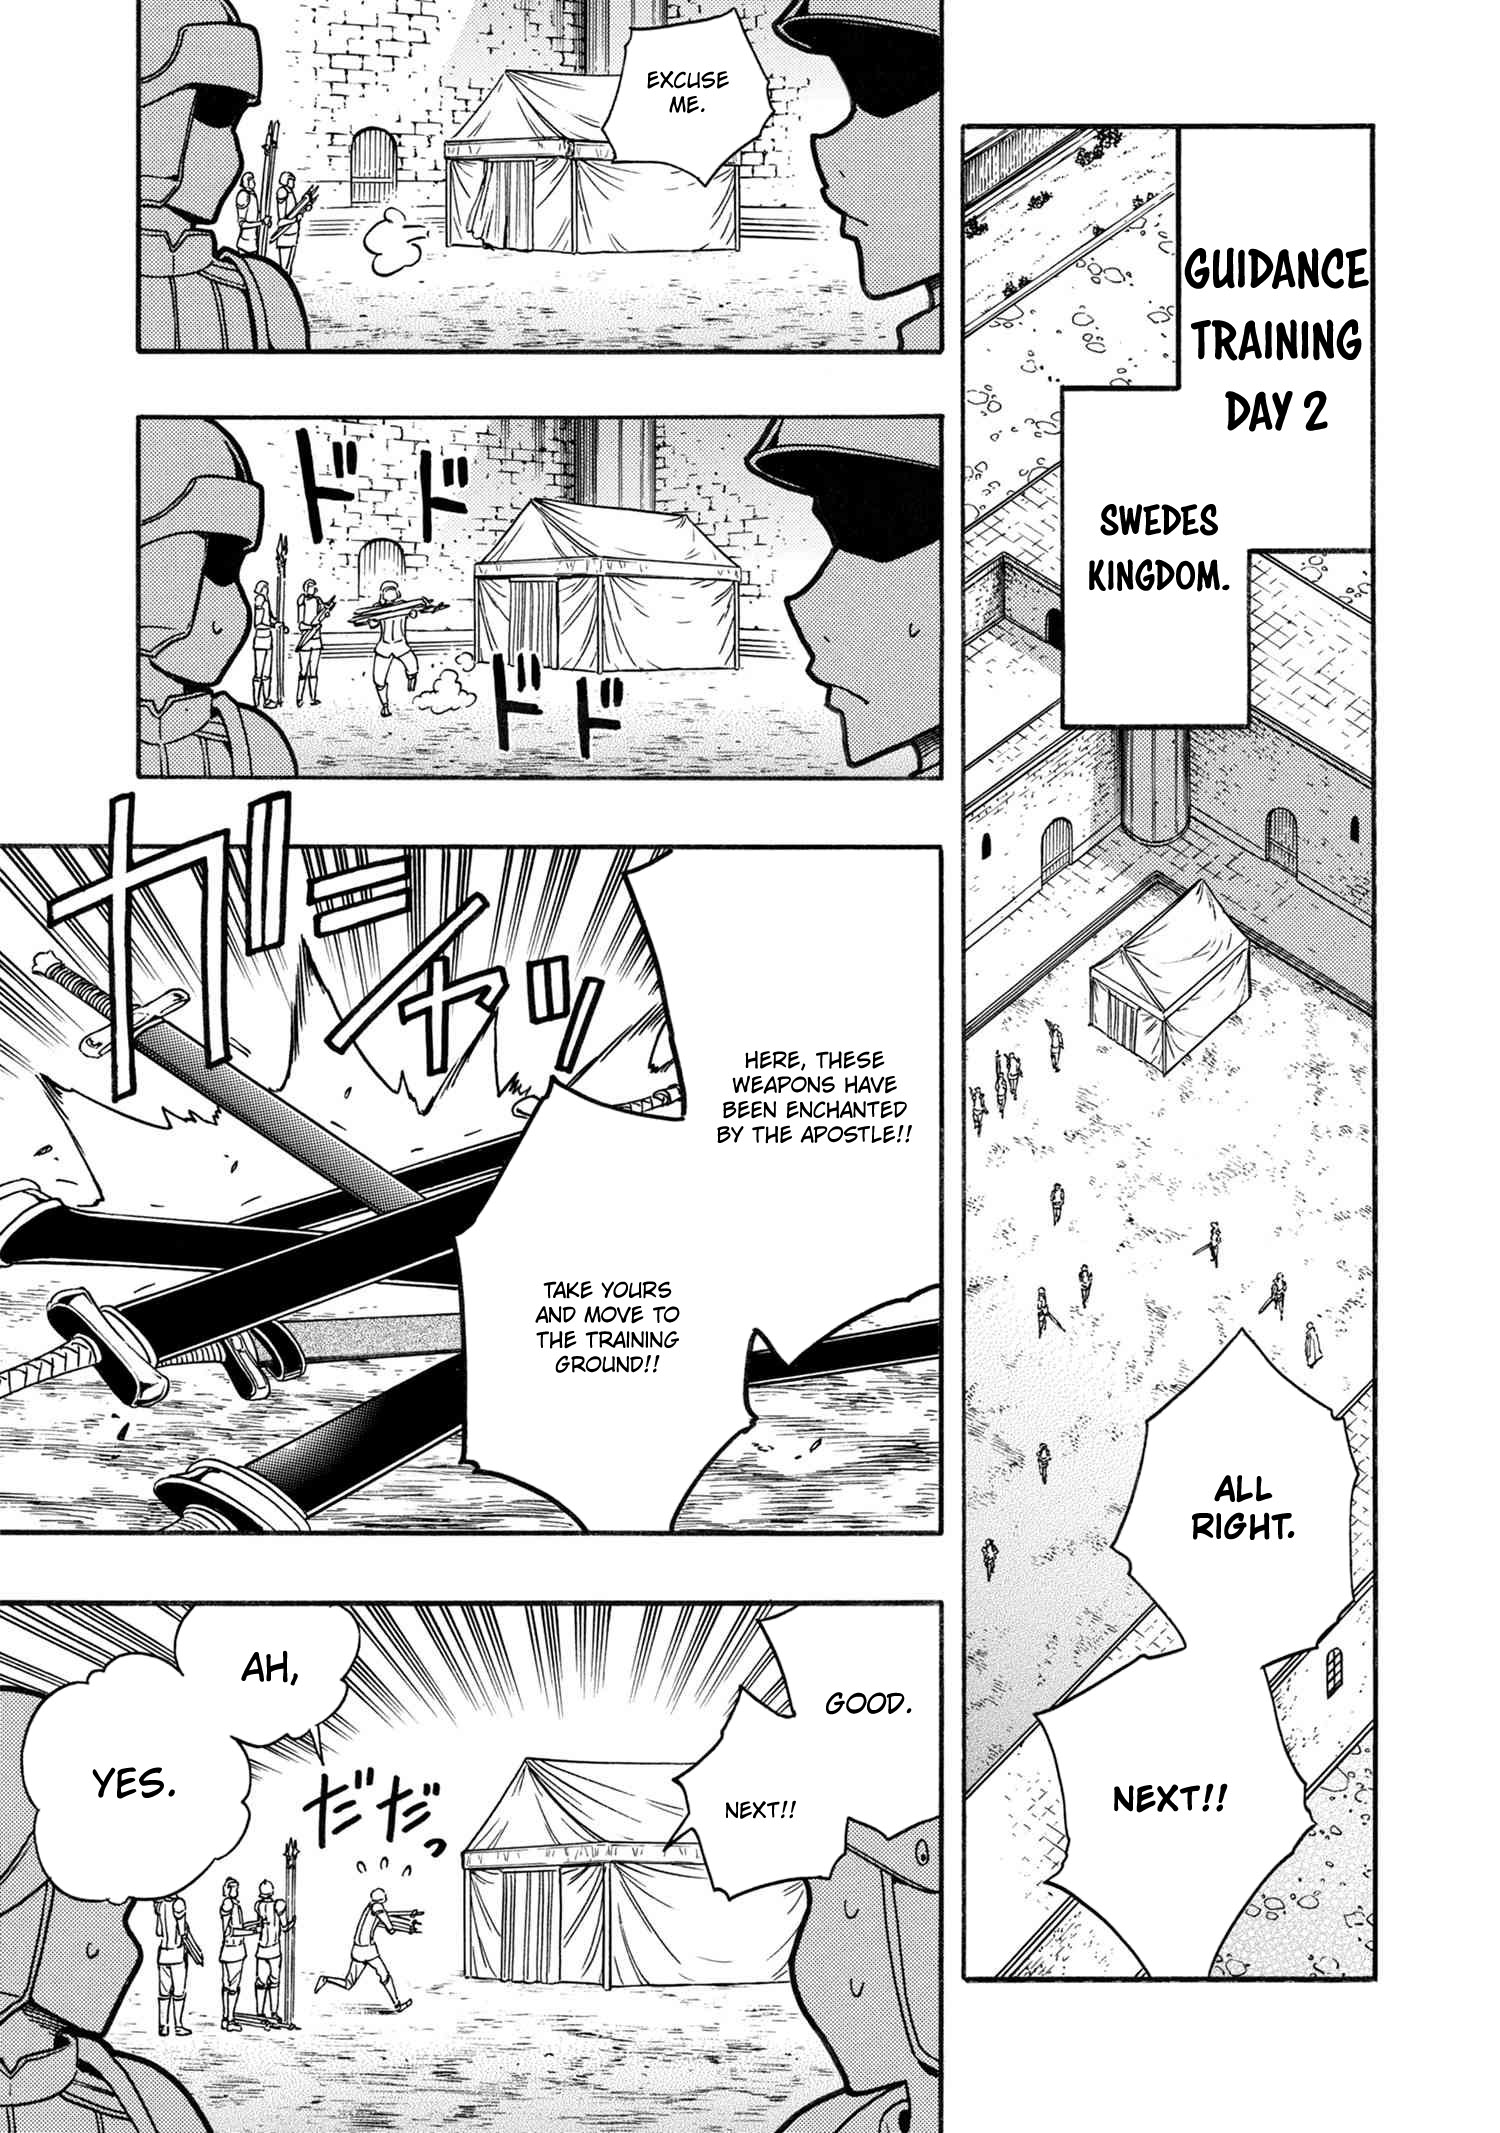 GUIDANCE
TRAINING
DAY 2
SWEDES
KINGDOM.
ALL
RIGHT.
NEXT!!
EXCUSE
ME.
ドド
ドド
ガシャッ
HERE, THESE
WEAPONS HAVE
BEEN ENCHANTED
BY THE APOSTLE!!
TAKE YOURS
AND MOVE TO
THE TRAINING
GROUND!!
GOOD.
NEXT!!
だだっ
AH,
YES.